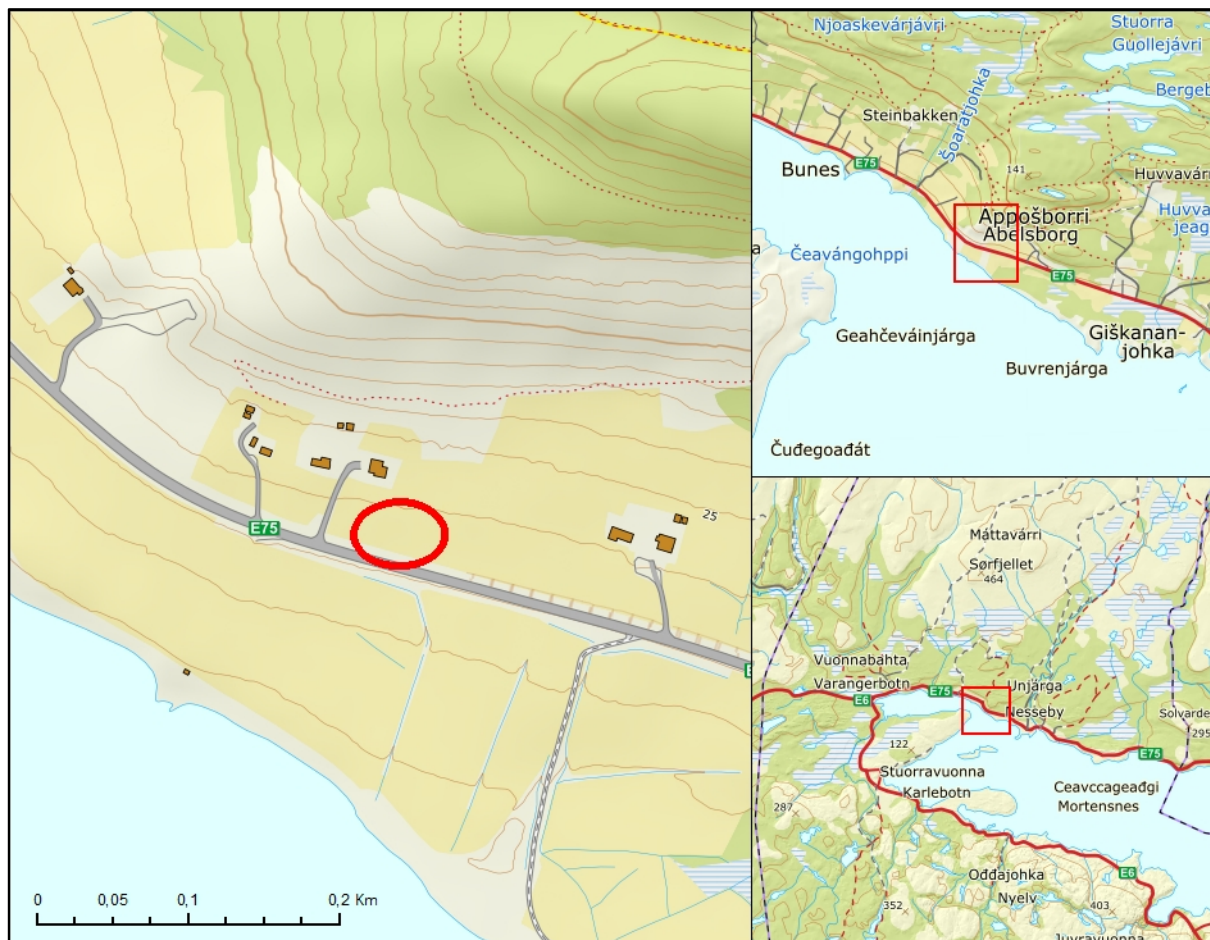 E75
25
E
0 0,05 0,1 0,2 Km
Njoaskevárjávri
Stuorra
Guollejávri
Bergeb
Steinbakken
Šoaratjohka
E75
141
Bunes
Huvvavárr
Appošborri
Abelsborg
Huvva
jeag
a
Čeavángohppi
E75
Geahčeváinjárga
Giškanan-
johka
Buvrenjárga
Čuđegoađát
Máttavárri
Sørfjellet
464
Vuonnabahta
Varangerbotn
E75
Unjárga
E6
Nesseby
Solvarde
295
122
E75
Stuorravuonna
Karlebotn
Ceavccageađgi
Mortensnes
287
E6
Ođđajohka
Nyelv
352
403
Juvravuonna